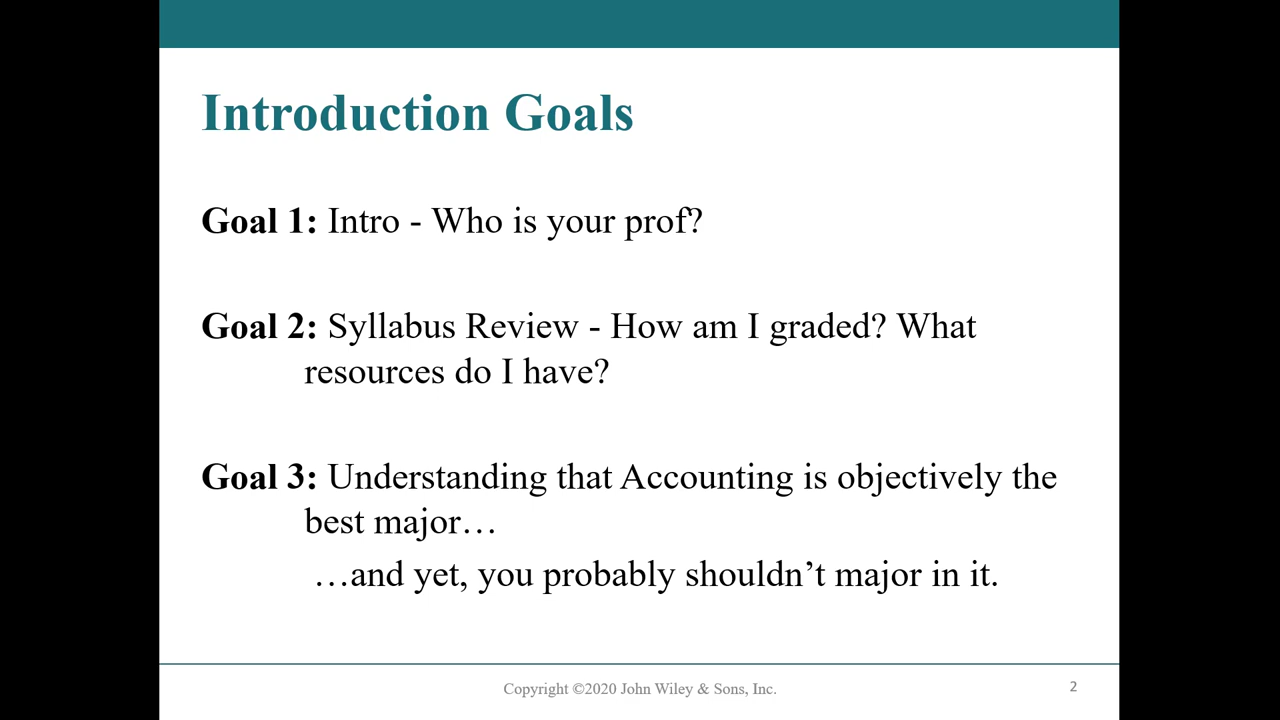 Introduction Goals
Goal 1: Intro - Who is your prof?
Goal 2: Syllabus Review - How am I graded? What
resources do I have?
Goal 3: Understanding that Accounting is objectively the
best major…
…and yet, you probably shouldn’t major in it.
Copyright ©2020 John Wiley & Sons, Inc.
2